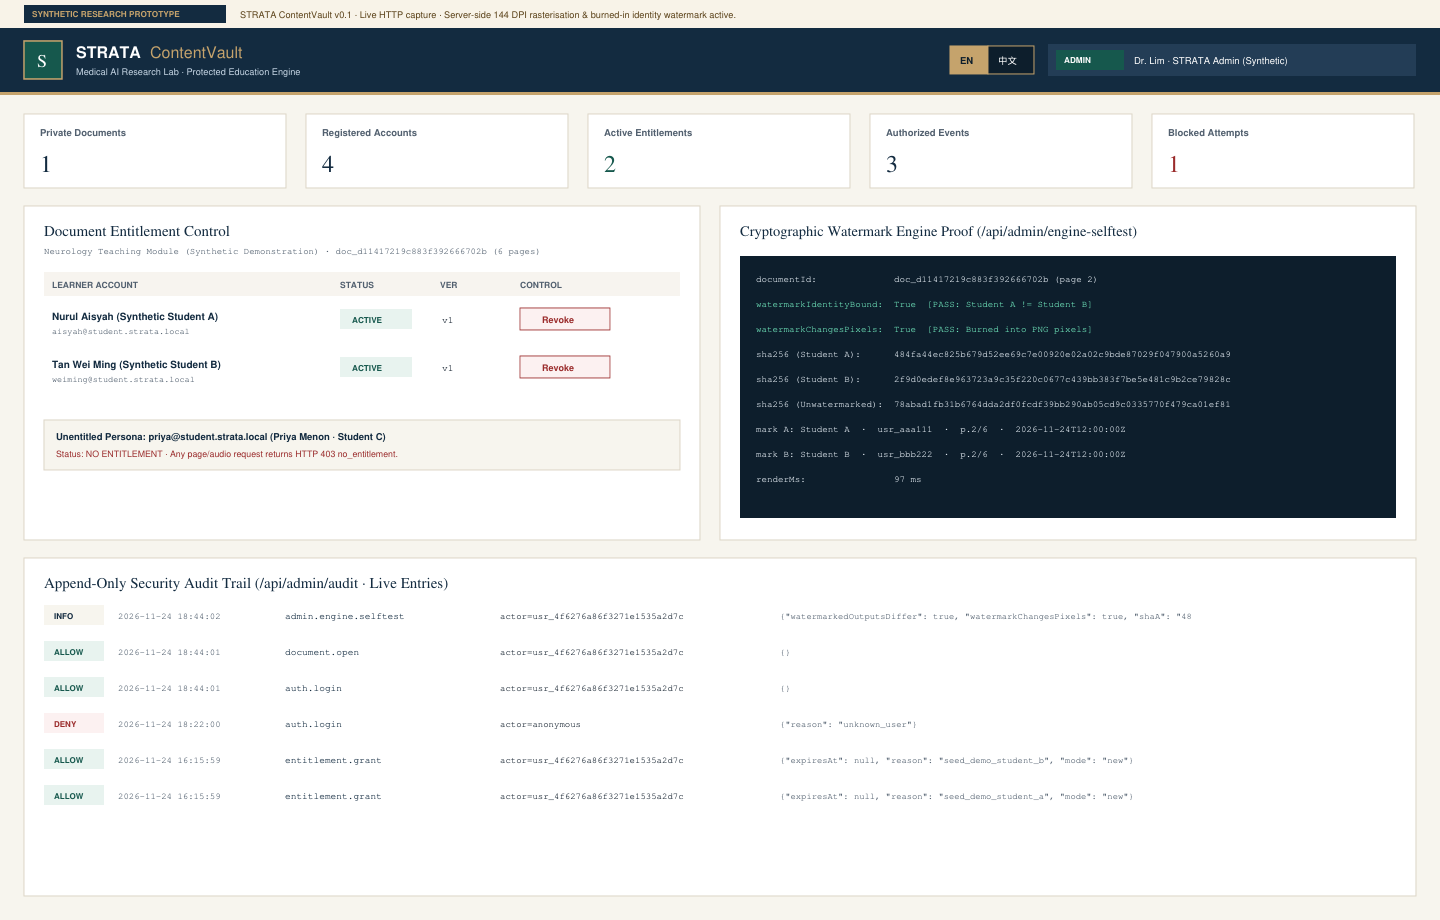 SYNTHETIC RESEARCH PROTOTYPE
STRATA ContentVault v0.1 · Live HTTP capture · Server-side 144 DPI rasterisation & burned-in identity watermark active.
S
STRATA ContentVault
Medical AI Research Lab · Protected Education Engine
EN 中文
ADMIN Dr. Lim · STRATA Admin (Synthetic)
Private Documents
1
Registered Accounts
4
Active Entitlements
2
Authorized Events
3
Blocked Attempts
1
Document Entitlement Control
Neurology Teaching Module (Synthetic Demonstration) · doc_d11417219c883f392666702b (6 pages)
LEARNER ACCOUNT STATUS VER CONTROL
Nurul Aisyah (Synthetic Student A) ACTIVE v1 Revoke
aisyah@student.strata.local
Tan Wei Ming (Synthetic Student B) ACTIVE v1 Revoke
weiming@student.strata.local
Unentitled Persona: priya@student.strata.local (Priya Menon · Student C)
Status: NO ENTITLEMENT · Any page/audio request returns HTTP 403 no_entitlement.
Cryptographic Watermark Engine Proof (/api/admin/engine-selftest)
documentId: doc_d11417219c883f392666702b (page 2)
watermarkIdentityBound: True [PASS: Student A != Student B]
watermarkChangesPixels: True [PASS: Burned into PNG pixels]
sha256 (Student A): 484fa44ec825b679d52ee69c7e00920e02a02c9bde87029f047900a5260a9
sha256 (Student B): 2f9d0edef8e963723a9c35f220c0677c439bb383f7be5e481c9b2ce79828c
sha256 (Unwatermarked): 78abad1fb31b6764dda2df0fcdf39bb290ab05cd9c0335770f479ca01ef81
mark A: Student A · usr_aaa111 · p.2/6 · 2026-11-24T12:00:00Z
mark B: Student B · usr_bbb222 · p.2/6 · 2026-11-24T12:00:00Z
renderMs: 97 ms
Append-Only Security Audit Trail (/api/admin/audit · Live Entries)
INFO 2026-11-24 18:44:02 admin.engine.selftest actor=usr_4f6276a86f3271e1535a2d7c {"watermarkedOutputsDiffer": true, "watermarkChangesPixels": true, "shaA": "48
ALLOW 2026-11-24 18:44:01 document.open actor=usr_4f6276a86f3271e1535a2d7c {}
ALLOW 2026-11-24 18:44:01 auth.login actor=usr_4f6276a86f3271e1535a2d7c {}
DENY 2026-11-24 18:22:00 auth.login actor=anonymous {"reason": "unknown_user"}
ALLOW 2026-11-24 16:15:59 entitlement.grant actor=usr_4f6276a86f3271e1535a2d7c {"expiresAt": null, "reason": "seed_demo_student_b", "mode": "new"}
ALLOW 2026-11-24 16:15:59 entitlement.grant actor=usr_4f6276a86f3271e1535a2d7c {"expiresAt": null, "reason": "seed_demo_student_a", "mode": "new"}